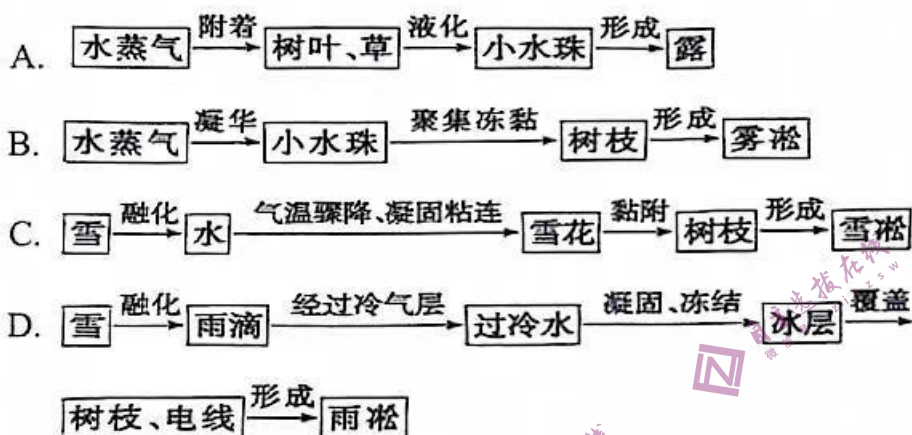 A. 水蒸气 附着 树叶、草 液化 小水珠 形成 露
B. 水蒸气 凝华 小水珠 聚集冻黏 树枝 形成 雾凇
C. 雪 融化 水 气温骤降、凝固粘连 雪花 黏附 树枝 形成 雪凇
D. 雪 融化 雨滴 经过冷气层 过冷水 凝固、冻结 冰层 覆盖
树枝、电线 形成 雨凇